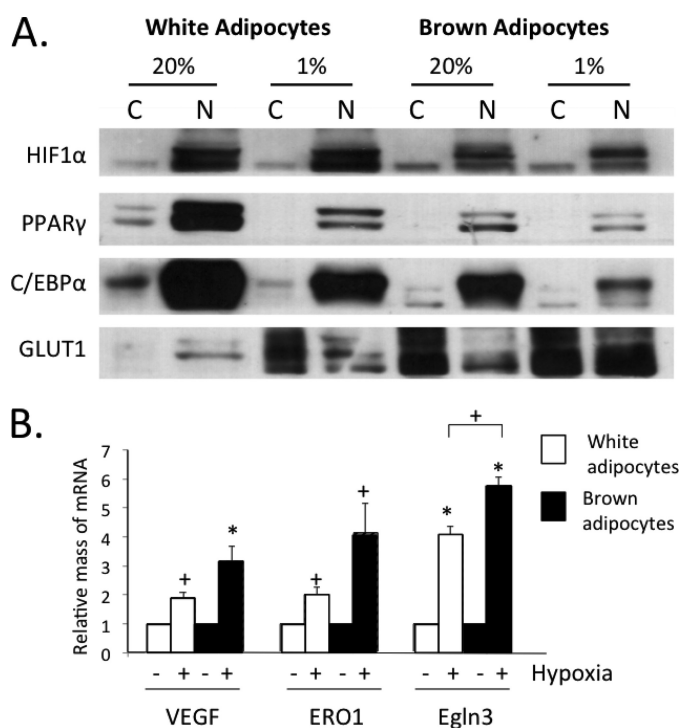 A.
White Adipocytes Brown Adipocytes
20% 1% 20% 1%
C N C N C N C N
HIF1α
PPARγ
C/EBPα
GLUT1
B.
Relative mass of mRNA
7
6
5
4
3
2
1
0
+ * + + * + *
White adipocytes
Brown adipocytes
- + - + - + - + - + - + Hypoxia
VEGF ERO1 Egln3